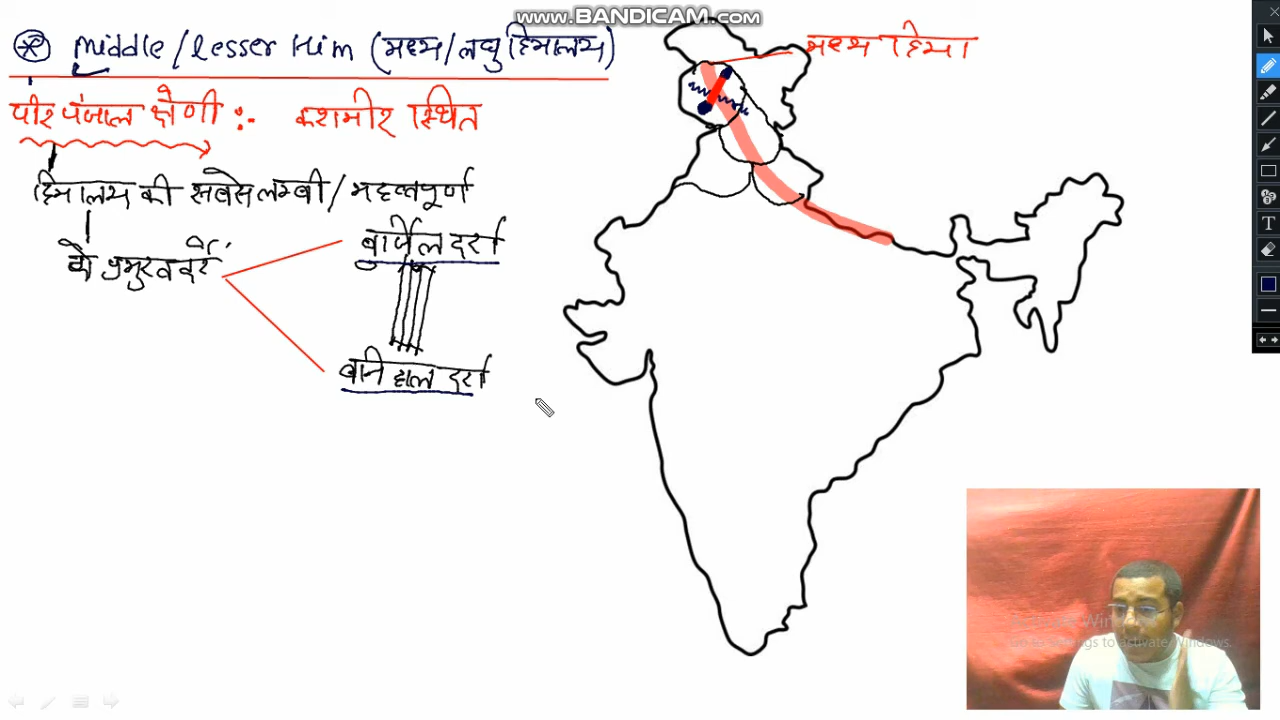 www.BANDICAM.com
Middle/Lesser Him (मध्य/लघु हिमालय)
मध्य हिमा
पीर पंजाल श्रेणी :- कश्मीर स्थित
हिमालय की सबसे लम्बी/महत्वपूर्ण
दो प्रमुख दर्रे
बुर्जिल दर्रा
बानिहाल दर्रा